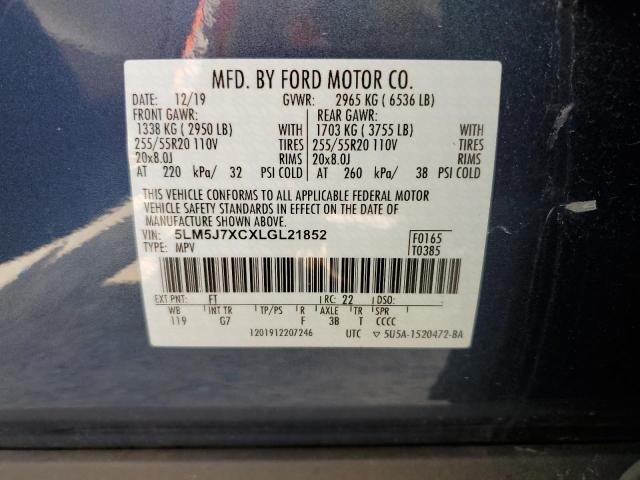 MFD. BY FORD MOTOR CO.
DATE: 12/19 GVWR: 2965 KG ( 6536 LB)
FRONT GAWR: REAR GAWR:
1338 KG ( 2950 LB) WITH 1703 KG ( 3755 LB) WITH
255/55R20 110V TIRES 255/55R20 110V TIRES
20x8.0J RIMS 20x8.0J RIMS
AT 220 kPa/ 32 PSI COLD AT 260 kPa/ 38 PSI COLD
THIS VEHICLE CONFORMS TO ALL APPLICABLE FEDERAL MOTOR
VEHICLE SAFETY STANDARDS IN EFFECT ON THE DATE OF
MANUFACTURE SHOWN ABOVE.
VIN: 5LM5J7XCXLGL21852 F0165
TYPE: MPV T0385
EXT PNT: FT RC: 22 DSO:
WB INT TR TP/PS R AXLE TR SPR
119 G7 F 3B T CCCC
1201912207246 UTC ▽ 5U5A-1520472-BA